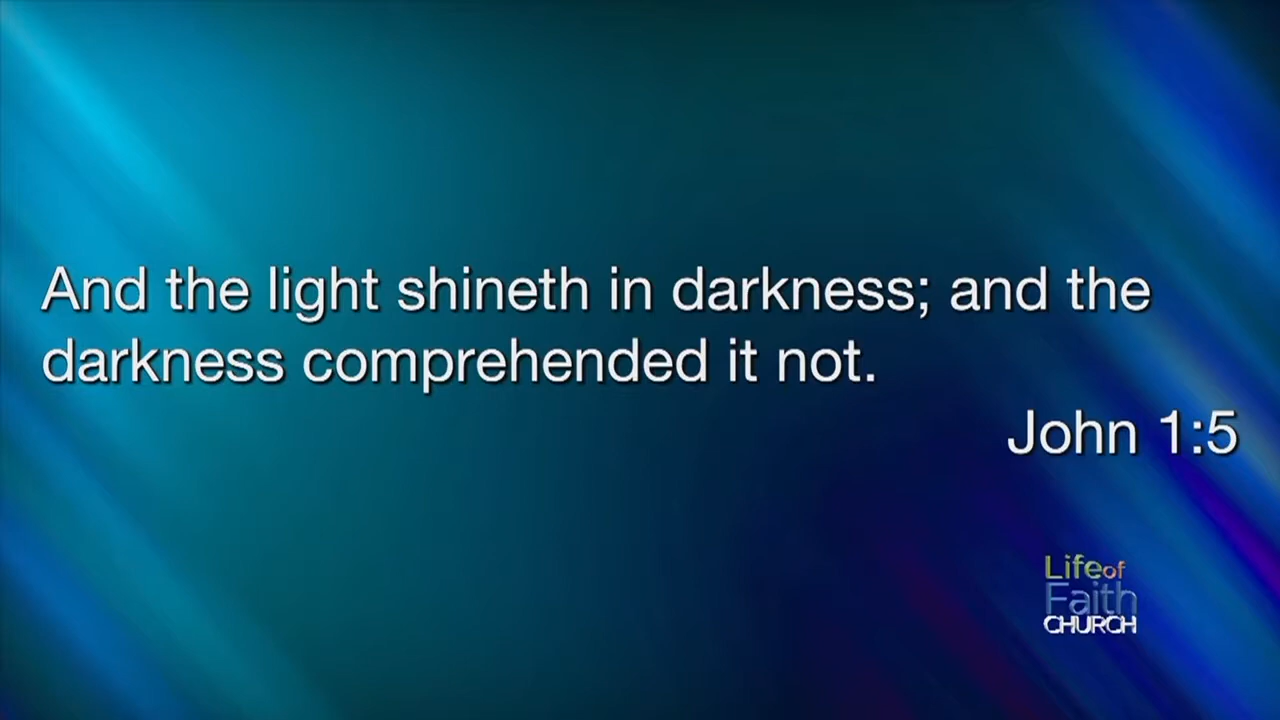 And the light shineth in darkness; and the
darkness comprehended it not.
John 1:5
Life of
Faith
CHURCH